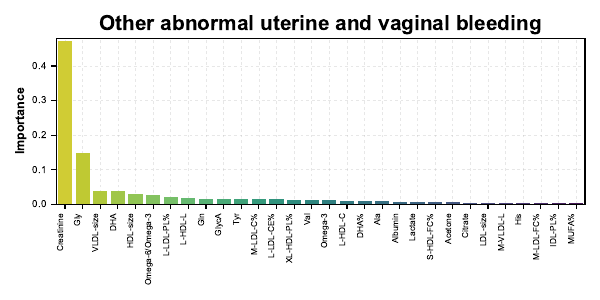 Other abnormal uterine and vaginal bleeding
Importance
0.4
0.3
0.2
0.1
0.0
Creatinine
Gly
VLDL-size
DHA
HDL-size
Omega-6/Omega-3
L-LDL-PL%
L-HDL-L
Gln
GlycA
Tyr
M-LDL-C%
L-LDL-CE%
XL-HDL-PL%
Val
Omega-3
L-HDL-C
DHA%
Ala
Albumin
Lactate
S-HDL-FC%
Acetone
Citrate
LDL-size
M-VLDL-L
His
M-LDL-FC%
IDL-PL%
MUFA%